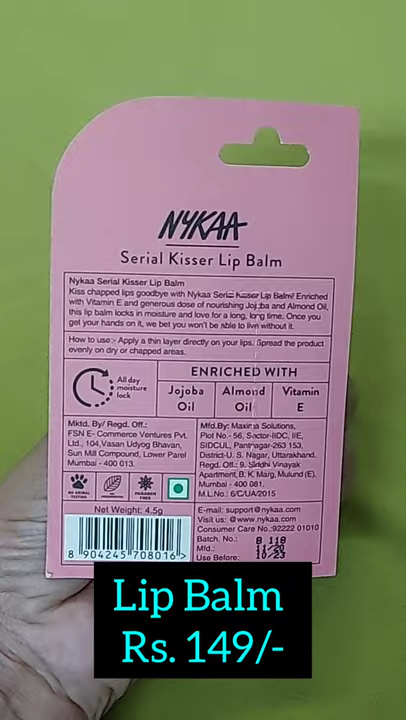 NYKAA
Serial Kisser Lip Balm
Nykaa Serial Kisser Lip Balm
Kiss chapped lips goodbye with Nykaa Serial Kisser Lip Balm! Enriched
with Vitamin E and generous dose of nourishing Jojoba and Almond Oil,
this lip balm locks in moisture and love for a long, long time. Once you
get your hands on it, we bet you won't be able to live without it.
How to use:- Apply a thin layer directly on your lips. Spread the product
evenly on dry or chapped areas.
All day
moisture
lock
ENRICHED WITH
Jojoba
Oil
Almond
Oil
Vitamin
E
Mktd. By/ Regd. Off.:
FSN E- Commerce Ventures Pvt.
Ltd., 104,Vasan Udyog Bhavan,
Sun Mill Compound, Lower Parel
Mumbai - 400 013.
Mfd.By: Maxima Solutions,
Plot No.- 56, Sector-IIDC, IIE,
SIDCUL, Pantnagar-263 153,
District-U. S. Nagar, Uttarakhand.
Regd. Off.: 9, Siddhi Vinayak
Apartment, B. K. Marg, Mulund (E).
Mumbai - 400 081.
M.L.No.: 6/C/UA/2015
NO ANIMAL
TESTING
PARABEN
FREE
Net Weight: 4.5g
8 904245 708016 >
E-mail: support@nykaa.com
Visit us: @www.nykaa.com
Consumer Care No.:92222 01010
Batch. No.: B 118
Mfd.: 11/20
Use Before: 10/23
Lip Balm
Rs. 149/-